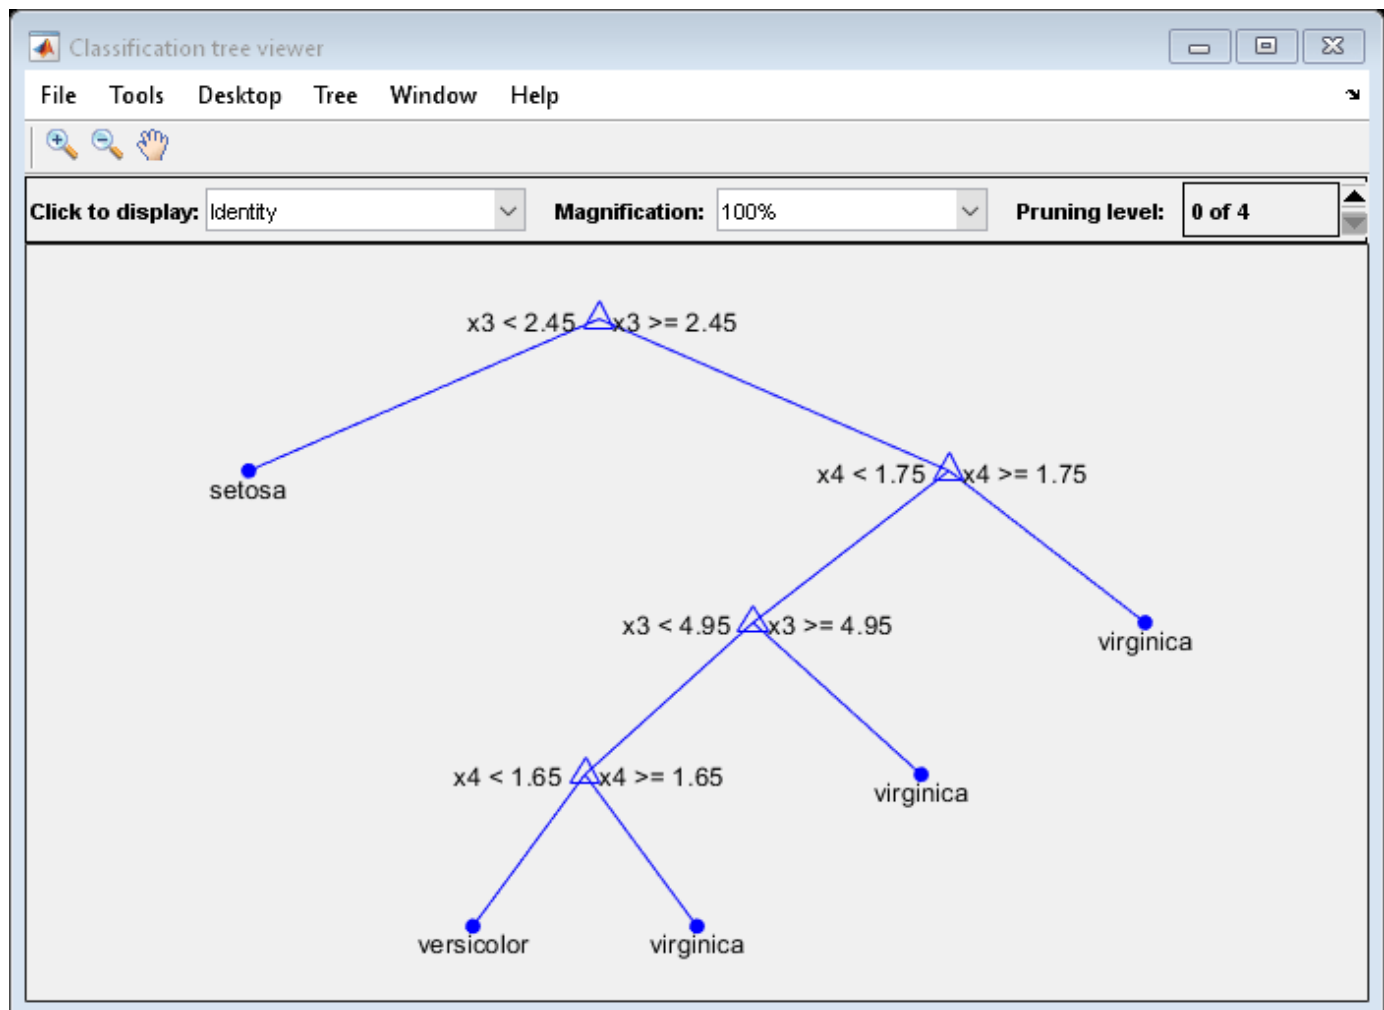 Classification tree viewer
File Tools Desktop Tree Window Help
Click to display: Identity Magnification: 100% Pruning level: 0 of 4
x3 < 2.45 x3 >= 2.45
setosa
x4 < 1.75 x4 >= 1.75
x3 < 4.95 x3 >= 4.95
virginica
x4 < 1.65 x4 >= 1.65
virginica
versicolor virginica